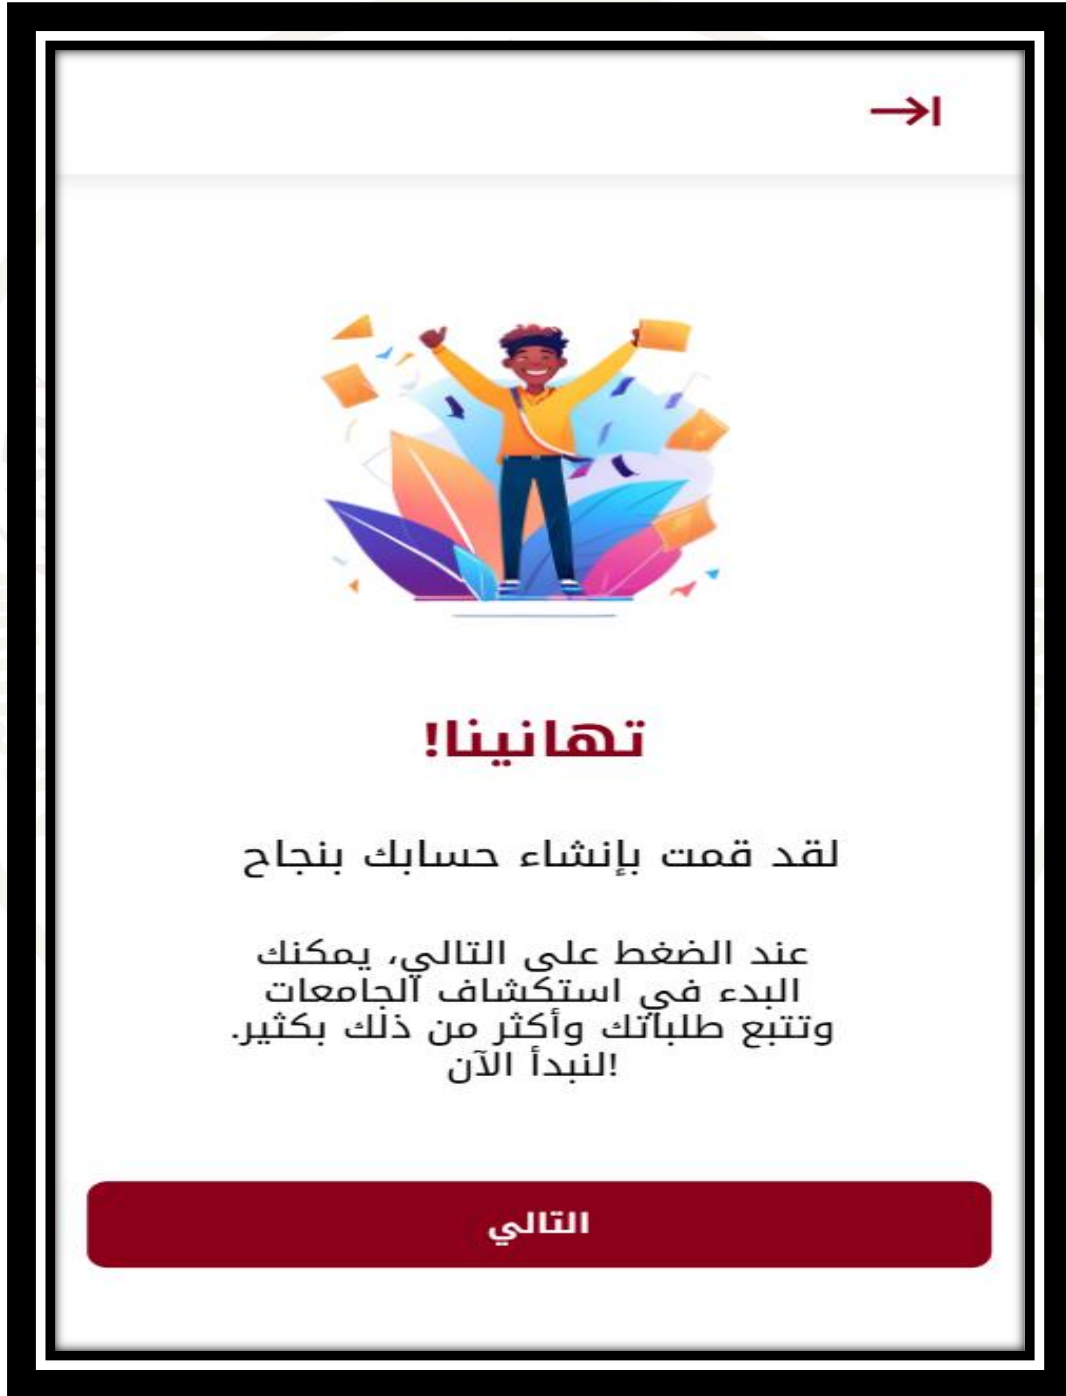 تهانينا!
لقد قمت بإنشاء حسابك بنجاح
عند الضغط على التالي، يمكنك
البدء في استكشاف الجامعات
وتتبع طلباتك وأكثر من ذلك بكثير.
!لنبدأ الآن
التالي